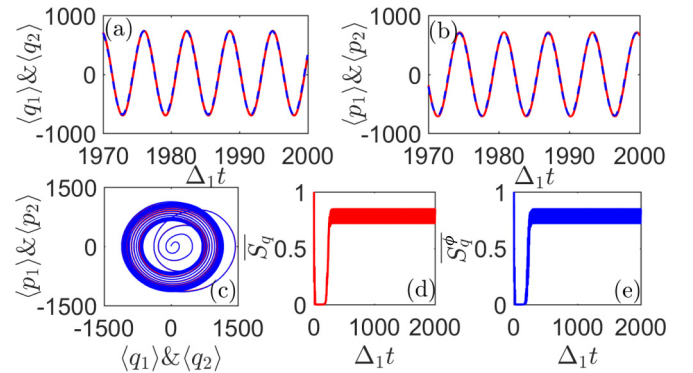 1000
(a)
⟨q₁⟩&⟨q₂⟩
0
-1000
1970 1980 1990 2000
Δ₁t
1000
(b)
⟨p₁⟩&⟨p₂⟩
0
-1000
1970 1980 1990 2000
Δ₁t
1500
⟨p₁⟩&⟨p₂⟩
0
(c)
-1500
-1500 0 1500
⟨q₁⟩&⟨q₂⟩
1
S̅_q
0.5
(d)
0
0 1000 2000
Δ₁t
1
S̅_q^ϕ
0.5
(e)
0
0 1000 2000
Δ₁t